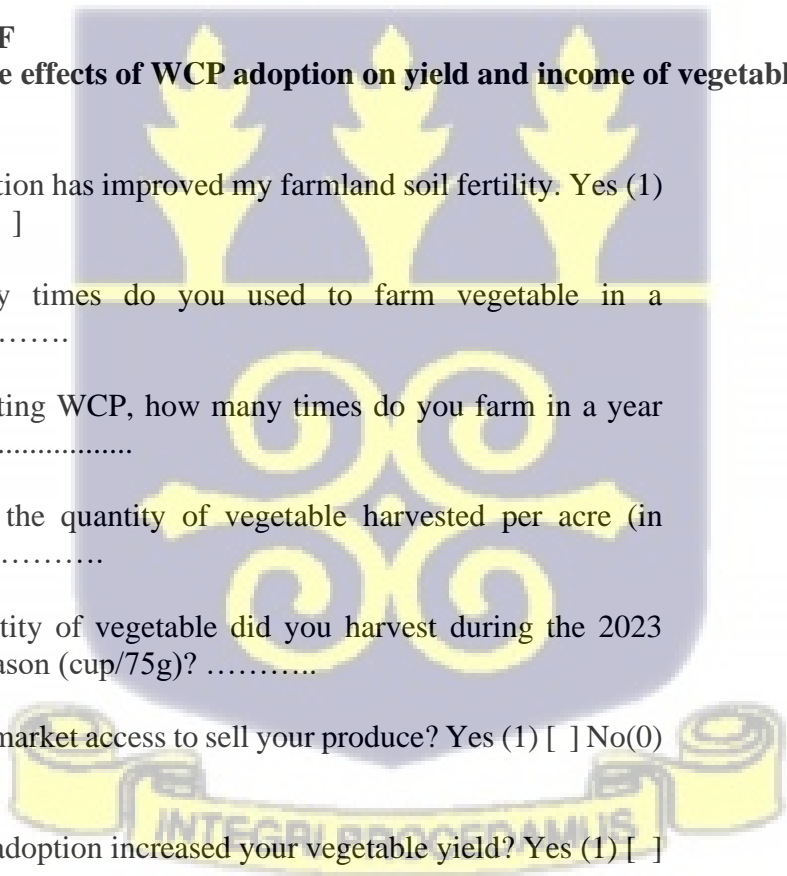 F
e effects of WCP adoption on yield and income of vegetabl
tion has improved my farmland soil fertility. Yes (1)
]
y times do you used to farm vegetable in a
…….
ting WCP, how many times do you farm in a year
.................
the quantity of vegetable harvested per acre (in
……….
tity of vegetable did you harvest during the 2023
ason (cup/75g)? ………..
market access to sell your produce? Yes (1) [ ] No(0)
INTEGRI PROCEDAMUS
adoption increased your vegetable yield? Yes (1) [ ]